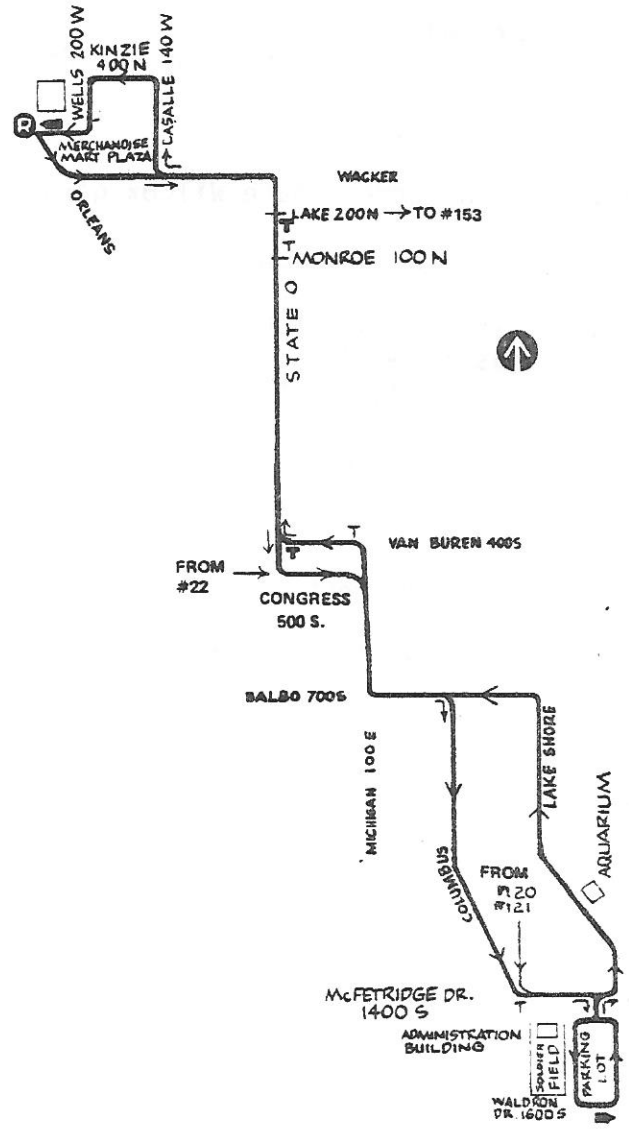 WELLS 200 W
KINZIE
400 N
LASALLE 140 W
R
MERCHANDISE
MART PLAZA
ORLEANS
WACKER
LAKE 200 N → TO #153
T
T
MONROE 100 N
STATE 0
T
VAN BUREN 400S
T
FROM
#22
CONGRESS
500 S.
BALBO 700S
MICHIGAN 100 E
LAKE SHORE
AQUARIUM
COLUMBUS
FROM
#121
McFETRIDGE DR.
1400 S
T
T
ADMINISTRATION
BUILDING
SOLDIER
FIELD
PARKING
LOT
WALDRON
DR. 1600 S